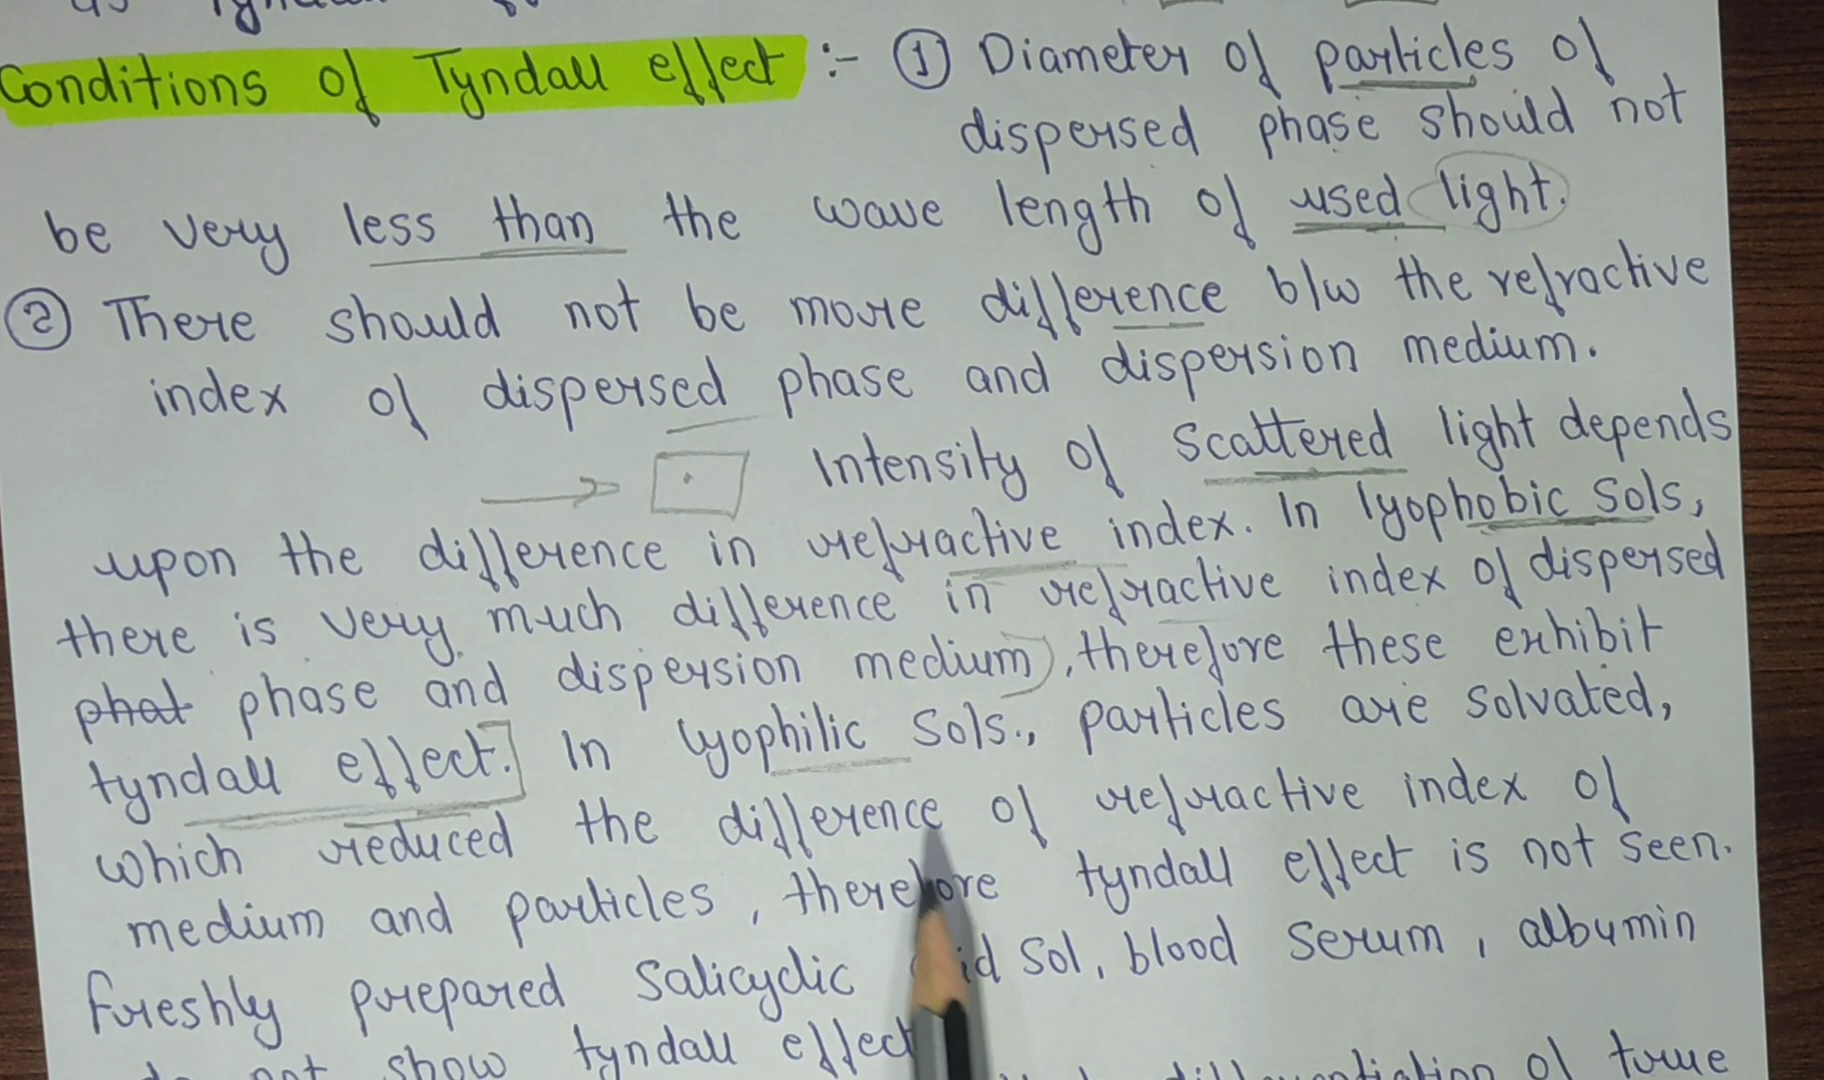 Conditions of Tyndall effect :- ① Diameter of particles of
dispersed phase should not
be very less than the wave length of used light.
② There should not be more difference b/w the refractive
index of dispersed phase and dispersion medium.
Intensity of scattered light depends
upon the difference in refractive index. In lyophobic sols,
there is very much difference in refractive index of dispersed
phat phase and dispersion medium, therefore these exhibit
tyndall effect. In lyophilic sols., particles are solvated,
which reduced the difference of refractive index of
medium and particles, therefore tyndall effect is not seen.
Freshly prepared Salicyclic id sol, blood serum, albumin
not show tyndall effect
of true